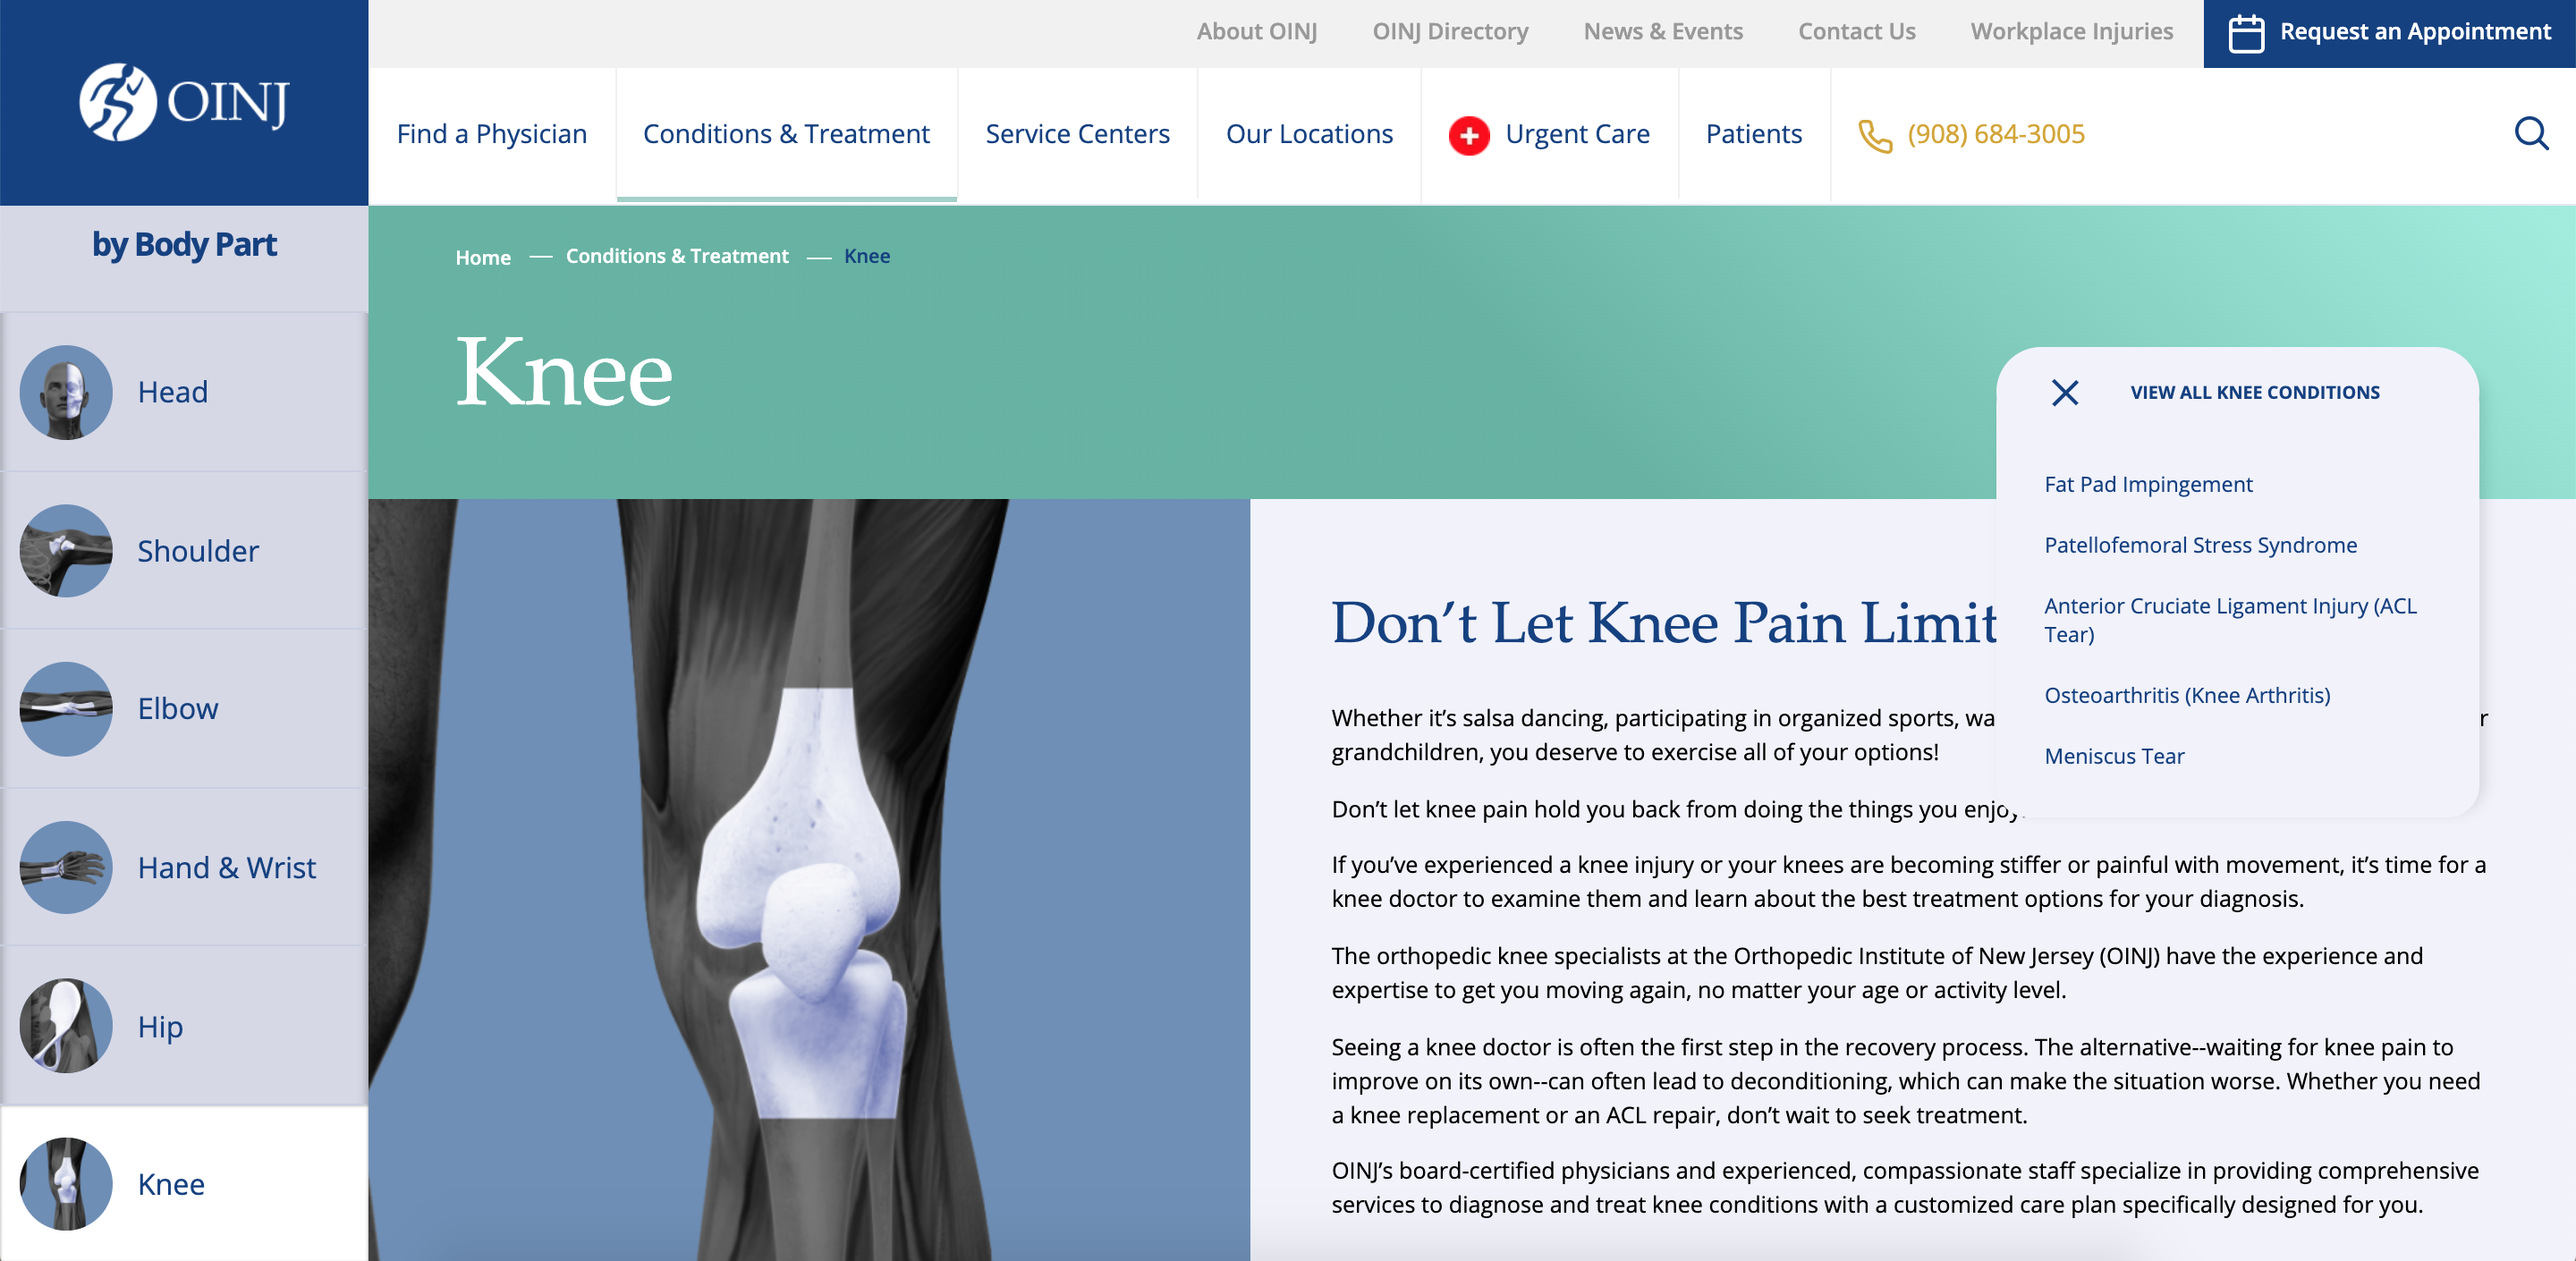 About OINJ
OINJ Directory
News & Events
Contact Us
Workplace Injuries
Request an Appointment
OINJ
Find a Physician
Conditions & Treatment
Service Centers
Our Locations
Urgent Care
Patients
(908) 684-3005
by Body Part
Head
Shoulder
Elbow
Hand & Wrist
Hip
Knee
Home — Conditions & Treatment — Knee
Knee
VIEW ALL KNEE CONDITIONS
Fat Pad Impingement
Patellofemoral Stress Syndrome
Anterior Cruciate Ligament Injury (ACL
Tear)
Osteoarthritis (Knee Arthritis)
Meniscus Tear
Don’t Let Knee Pain Limit
Whether it’s salsa dancing, participating in organized sports,
grandchildren, you deserve to exercise all of your options!
Don’t let knee pain hold you back from doing the things you enjoy.
If you’ve experienced a knee injury or your knees are becoming stiffer or painful with movement, it’s time for a
knee doctor to examine them and learn about the best treatment options for your diagnosis.
The orthopedic knee specialists at the Orthopedic Institute of New Jersey (OINJ) have the experience and
expertise to get you moving again, no matter your age or activity level.
Seeing a knee doctor is often the first step in the recovery process. The alternative--waiting for knee pain to
improve on its own--can often lead to deconditioning, which can make the situation worse. Whether you need
a knee replacement or an ACL repair, don’t wait to seek treatment.
OINJ’s board-certified physicians and experienced, compassionate staff specialize in providing comprehensive
services to diagnose and treat knee conditions with a customized care plan specifically designed for you.